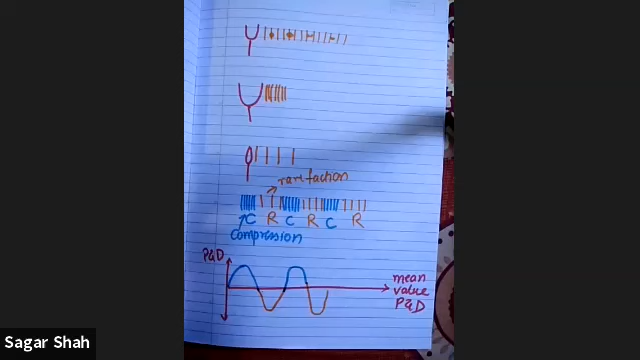 rarefaction
C R C R C R
compression
P&D
mean
value
P&D
Sagar Shah